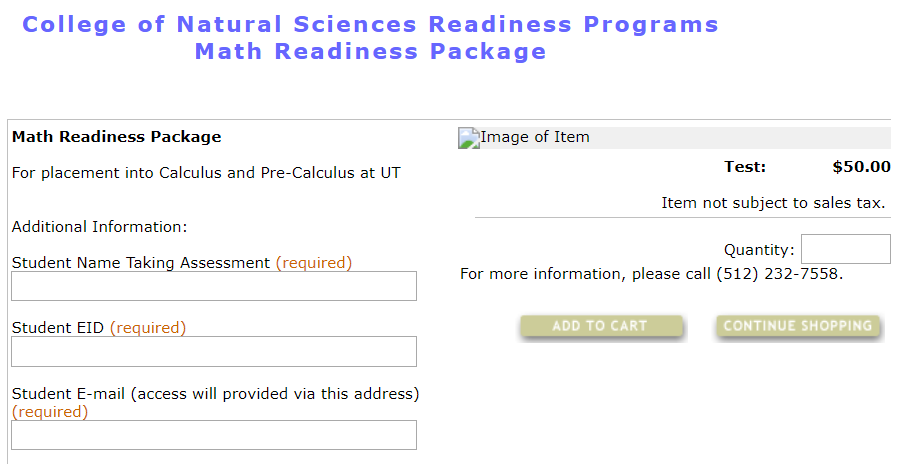 College of Natural Sciences Readiness Programs
Math Readiness Package
Math Readiness Package
For placement into Calculus and Pre-Calculus at UT
Additional Information:
Student Name Taking Assessment (required)
Student EID (required)
Student E-mail (access will provided via this address)
(required)
Image of Item
Test: $50.00
Item not subject to sales tax.
Quantity:
For more information, please call (512) 232-7558.
ADD TO CART
CONTINUE SHOPPING